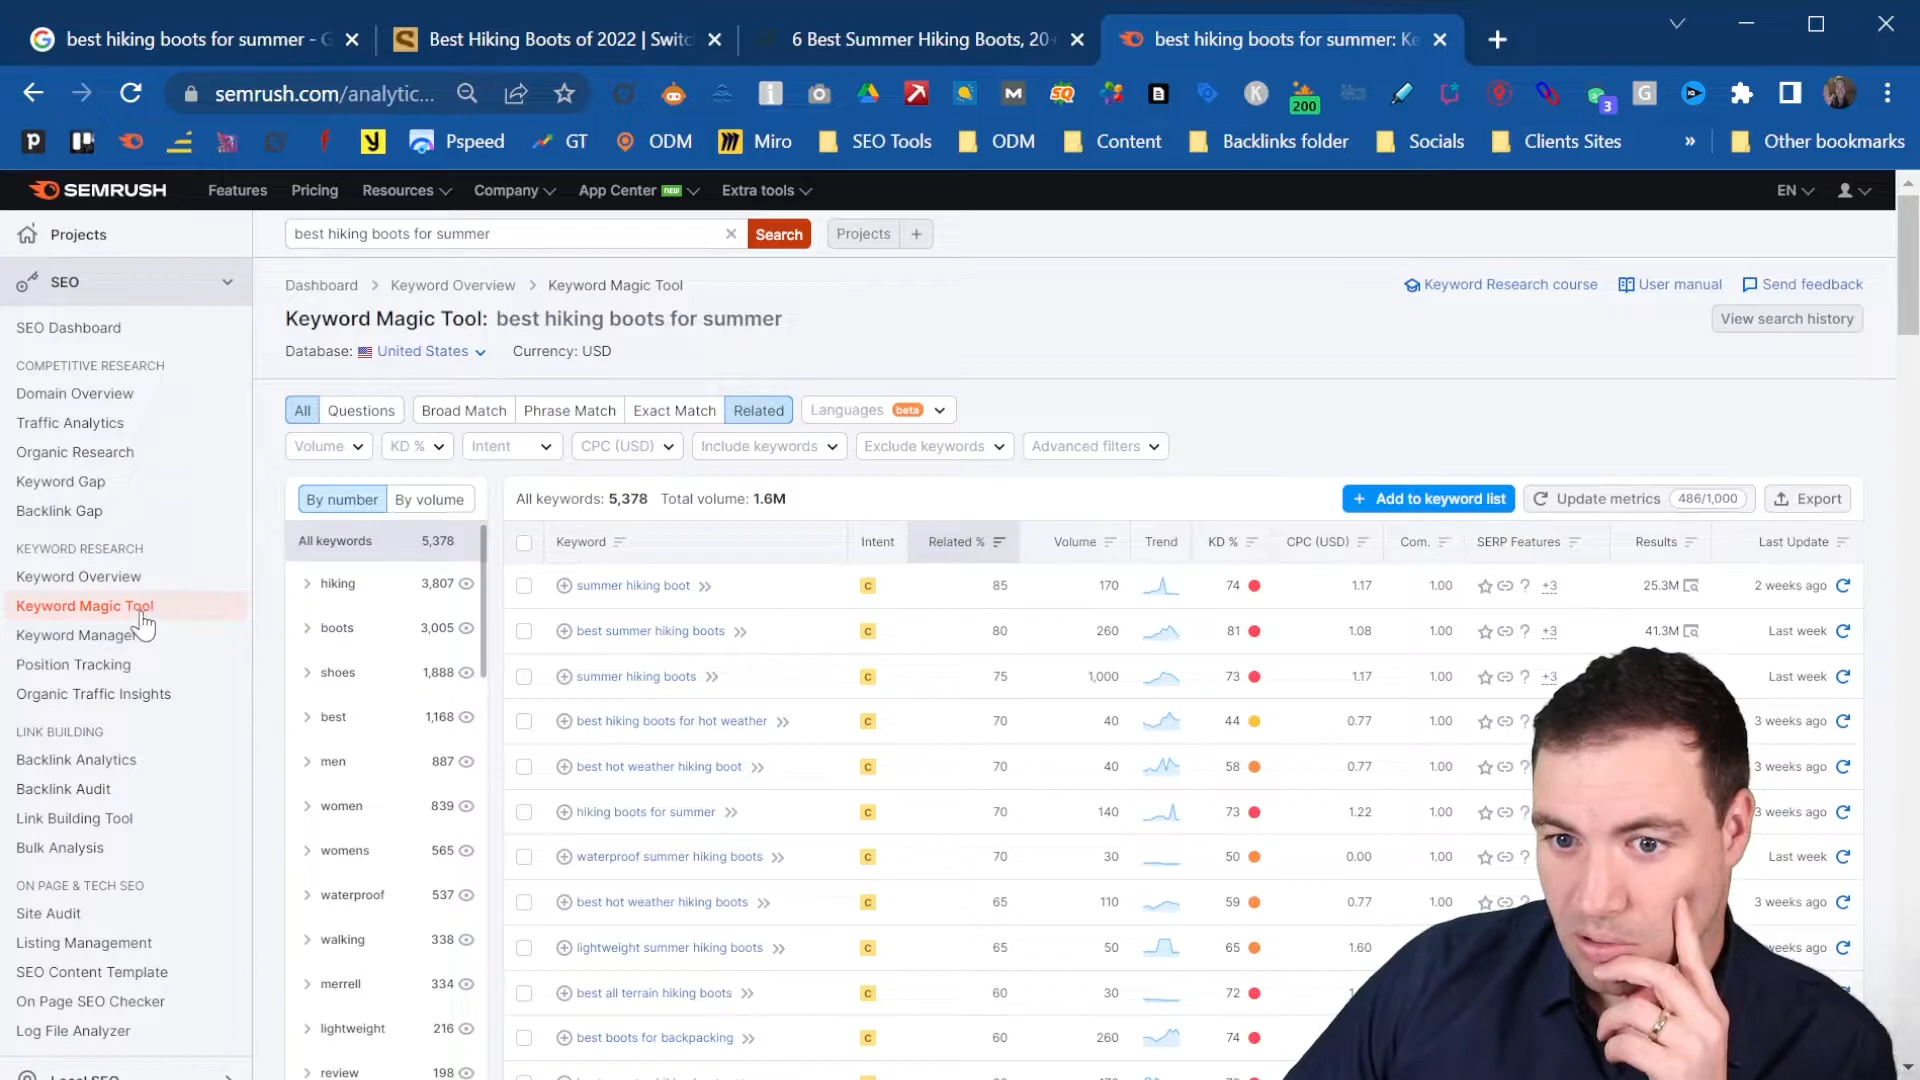 best hiking boots for summer - G
Best Hiking Boots of 2022 | Switc
6 Best Summer Hiking Boots, 20
best hiking boots for summer: Ke
semrush.com/analytic...
200
3
Pspeed
GT
ODM
Miro
SEO Tools
ODM
Content
Backlinks folder
Socials
Clients Sites
»
Other bookmarks
SEMRUSH
Features
Pricing
Resources
Company
App Center NEW
Extra tools
EN
Projects
best hiking boots for summer
Search
Projects
+
SEO
Dashboard > Keyword Overview > Keyword Magic Tool
Keyword Research course
User manual
Send feedback
Keyword Magic Tool: best hiking boots for summer
View search history
Database: United States
Currency: USD
SEO Dashboard
COMPETITIVE RESEARCH
Domain Overview
Traffic Analytics
Organic Research
Keyword Gap
Backlink Gap
KEYWORD RESEARCH
Keyword Overview
Keyword Magic Tool
Keyword Manager
Position Tracking
Organic Traffic Insights
LINK BUILDING
Backlink Analytics
Backlink Audit
Link Building Tool
Bulk Analysis
ON PAGE & TECH SEO
Site Audit
Listing Management
SEO Content Template
On Page SEO Checker
Log File Analyzer
Local SEO
All Questions Broad Match Phrase Match Exact Match Related Languages beta
Volume KD % Intent CPC (USD) Include keywords Exclude keywords Advanced filters
By number By volume
All keywords 5,378
hiking 3,807
boots 3,005
shoes 1,888
best 1,168
men 887
women 839
womens 565
waterproof 537
walking 338
merrell 334
lightweight 216
review 198
All keywords: 5,378 Total volume: 1.6M
+ Add to keyword list
Update metrics 486/1,000
Export
Keyword Intent Related % Volume Trend KD % CPC (USD) Com. SERP Features Results Last Update
summer hiking boot C 85 170 74 1.17 1.00 +3 25.3M 2 weeks ago
best summer hiking boots C 80 260 81 1.08 1.00 +3 41.3M Last week
summer hiking boots C 75 1,000 73 1.17 1.00 +3 Last week
best hiking boots for hot weather C 70 40 44 0.77 1.00 3 weeks ago
best hot weather hiking boot C 70 40 58 0.77 1.00 3 weeks ago
hiking boots for summer C 70 140 73 1.22 1.00 3 weeks ago
waterproof summer hiking boots C 70 30 50 0.00 1.00 Last week
best hot weather hiking boots C 65 110 59 0.77 1.00 3 weeks ago
lightweight summer hiking boots C 65 50 65 1.60 weeks ago
best all terrain hiking boots C 60 30 72
best boots for backpacking C 60 260 74